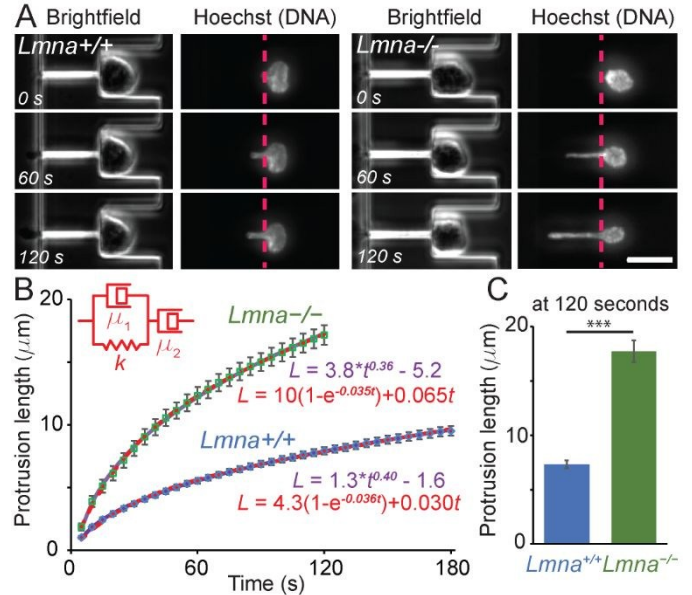 A
Brightfield
Hoechst (DNA)
Brightfield
Hoechst (DNA)
Lmna+/+
Lmna-/-
0 s
0 s
60 s
60 s
120 s
120 s
B
20
10
0
0
60
120
180
Protrusion length (μm)
Time (s)
μ1
k
μ2
Lmna−/−
L = 3.8*t^0.36 - 5.2
L = 10(1-e^-0.035t)+0.065t
Lmna+/+
L = 1.3*t^0.40 - 1.6
L = 4.3(1-e^-0.036t)+0.030t
C
at 120 seconds
***
20
10
0
Protrusion length (μm)
Lmna+/+
Lmna−/−